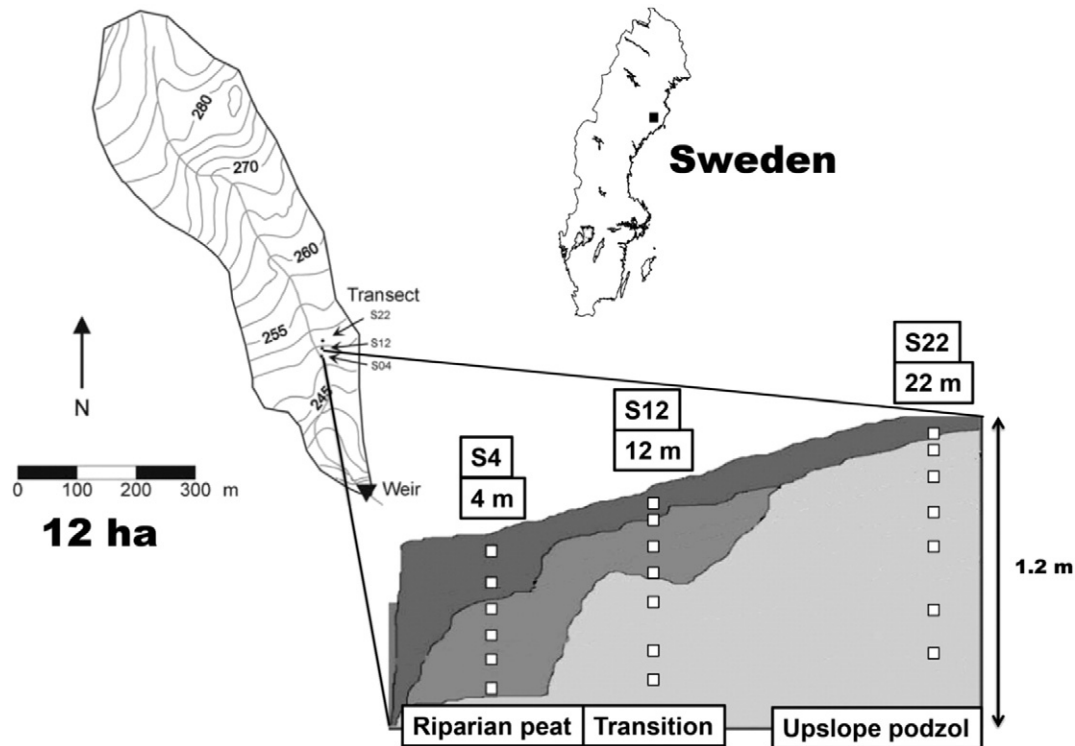 280
270
260
255
245
Transect
S22
S12
S04
N
0 100 200 300 m
12 ha
Weir
Sweden
S22
22 m
S12
12 m
S4
4 m
1.2 m
Riparian peat
Transition
Upslope podzol